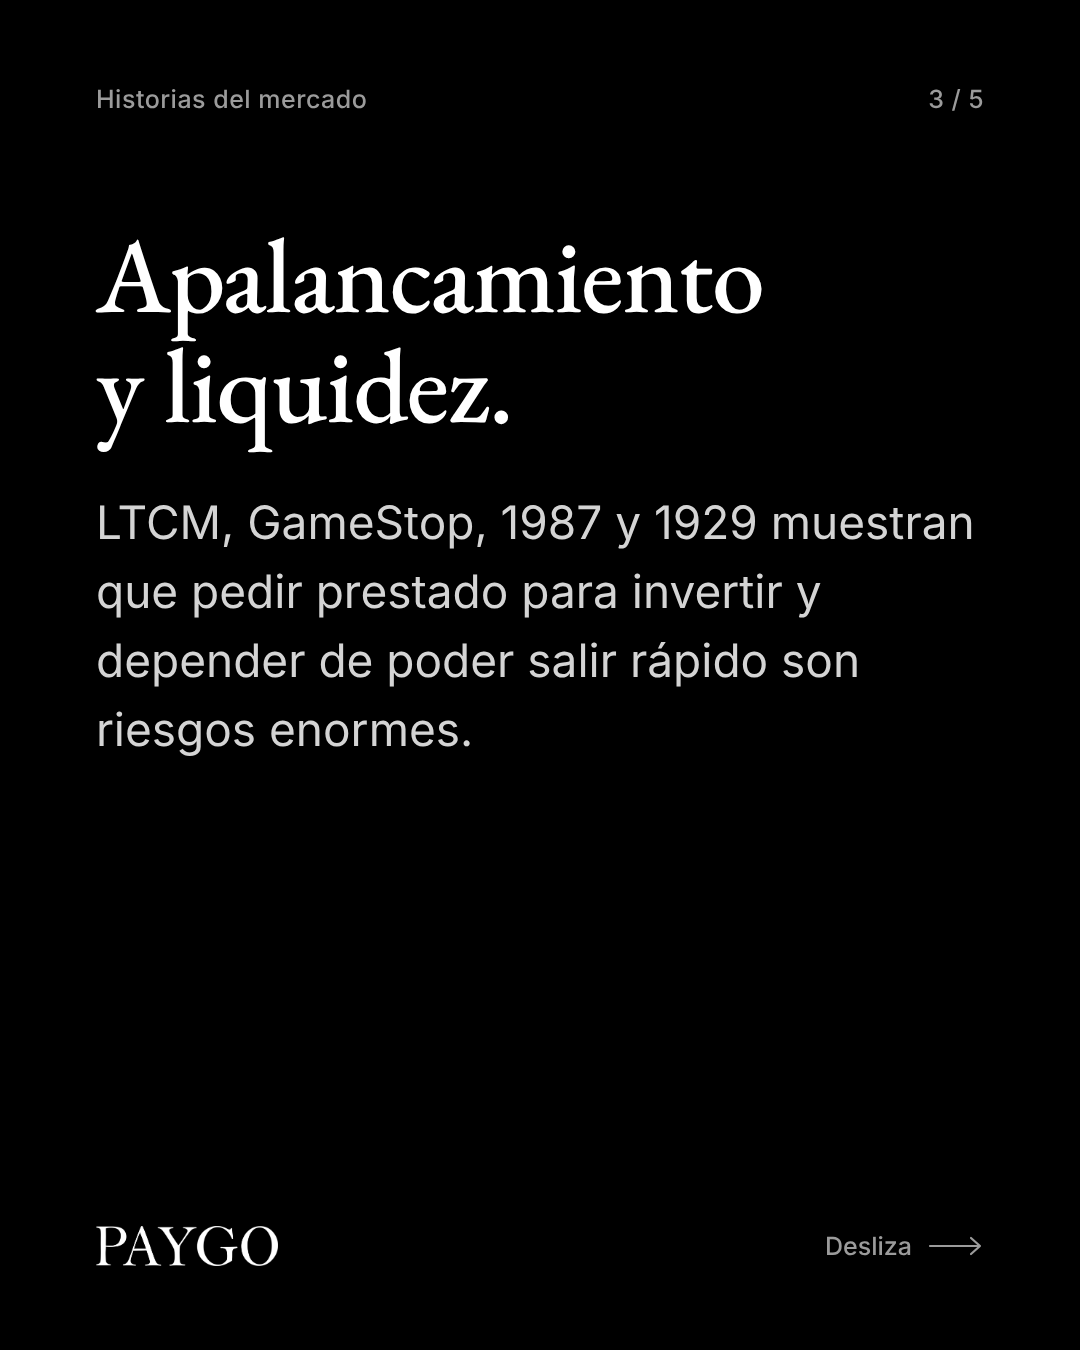 Historias del mercado
3 / 5
Apalancamiento
y liquidez.
LTCM, GameStop, 1987 y 1929 muestran
que pedir prestado para invertir y
depender de poder salir rápido son
riesgos enormes.
PAYGO
Desliza